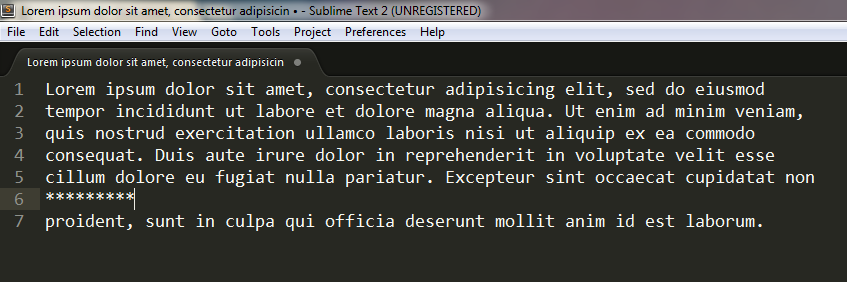 Lorem ipsum dolor sit amet, consectetur adipisicin • - Sublime Text 2 (UNREGISTERED)
File Edit Selection Find View Goto Tools Project Preferences Help
Lorem ipsum dolor sit amet, consectetur adipisicin
1 Lorem ipsum dolor sit amet, consectetur adipisicing elit, sed do eiusmod
2 tempor incididunt ut labore et dolore magna aliqua. Ut enim ad minim veniam,
3 quis nostrud exercitation ullamco laboris nisi ut aliquip ex ea commodo
4 consequat. Duis aute irure dolor in reprehenderit in voluptate velit esse
5 cillum dolore eu fugiat nulla pariatur. Excepteur sint occaecat cupidatat non
6 *********
7 proident, sunt in culpa qui officia deserunt mollit anim id est laborum.